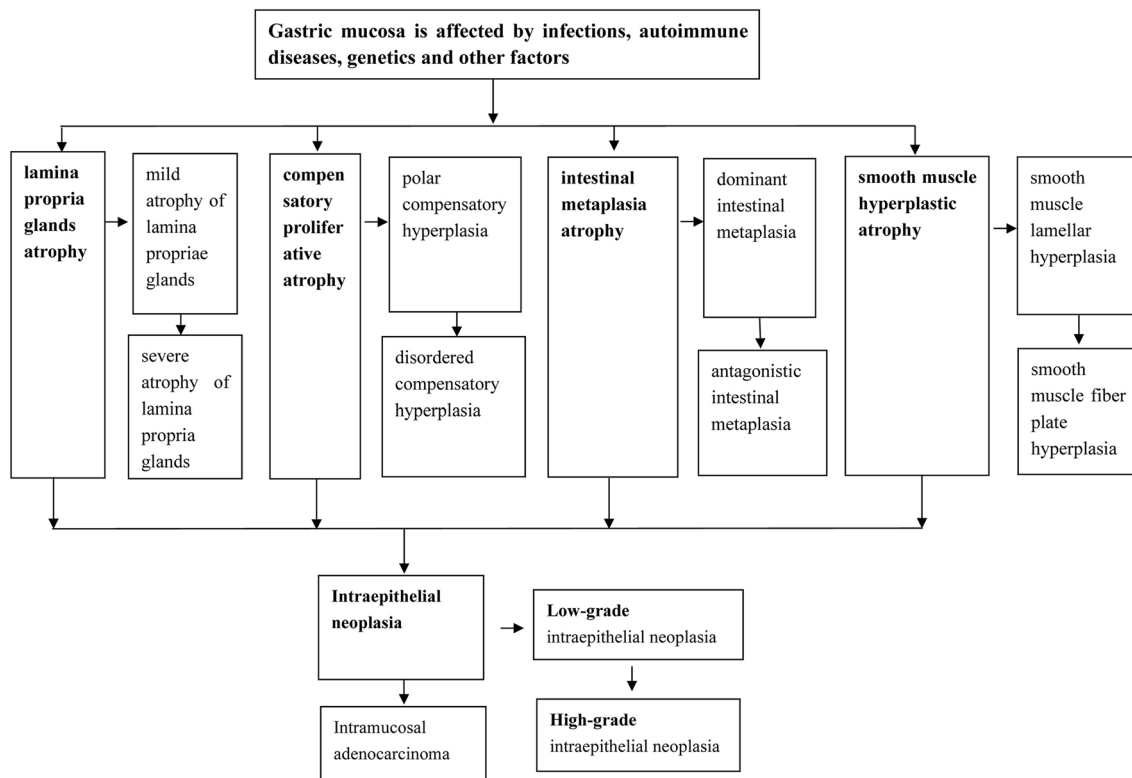 Gastric mucosa is affected by infections, autoimmune
diseases, genetics and other factors
lamina
propria
glands
atrophy
mild
atrophy of
lamina
propriae
glands
severe
atrophy of
lamina
propria
glands
compen
satory
prolifer
ative
atrophy
polar
compensatory
hyperplasia
disordered
compensatory
hyperplasia
intestinal
metaplasia
atrophy
dominant
intestinal
metaplasia
antagonistic
intestinal
metaplasia
smooth muscle
hyperplastic
atrophy
smooth
muscle
lamellar
hyperplasia
smooth
muscle fiber
plate
hyperplasia
Intraepithelial
neoplasia
Low-grade
intraepithelial neoplasia
High-grade
intraepithelial neoplasia
Intramucosal
adenocarcinoma